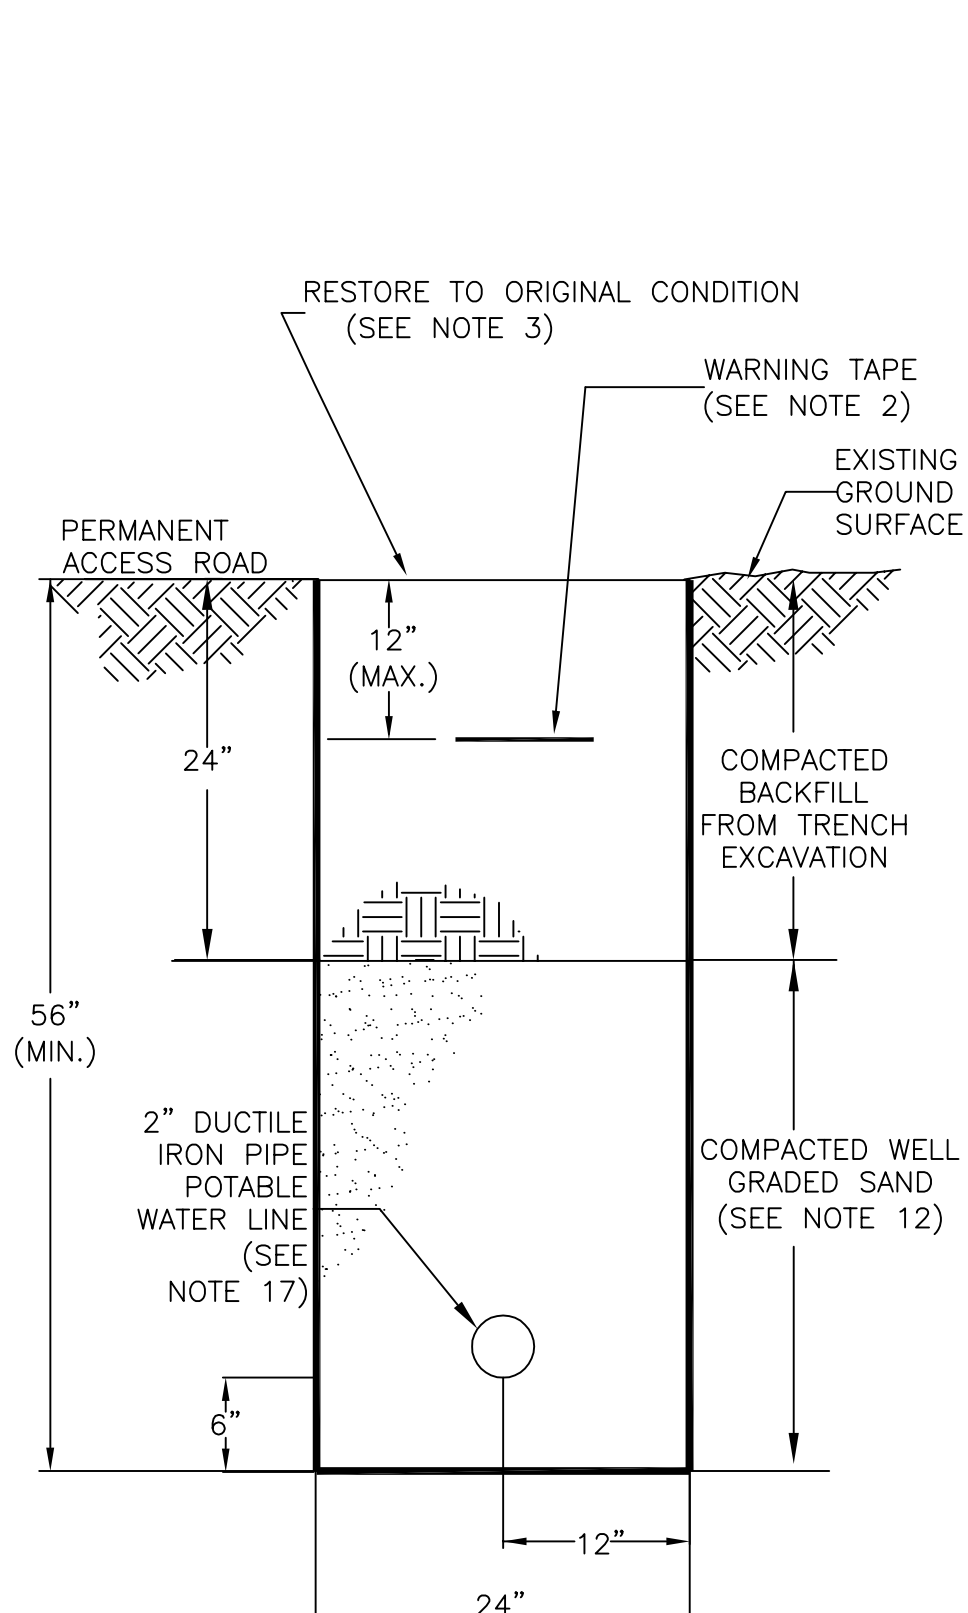 RESTORE TO ORIGINAL CONDITION
(SEE NOTE 3)
WARNING TAPE
(SEE NOTE 2)
EXISTING
GROUND
SURFACE
PERMANENT
ACCESS ROAD
12"
(MAX.)
24"
COMPACTED
BACKFILL
FROM TRENCH
EXCAVATION
56"
(MIN.)
2" DUCTILE
IRON PIPE
POTABLE
WATER LINE
(SEE
NOTE 17)
COMPACTED WELL
GRADED SAND
(SEE NOTE 12)
6"
12"
24"